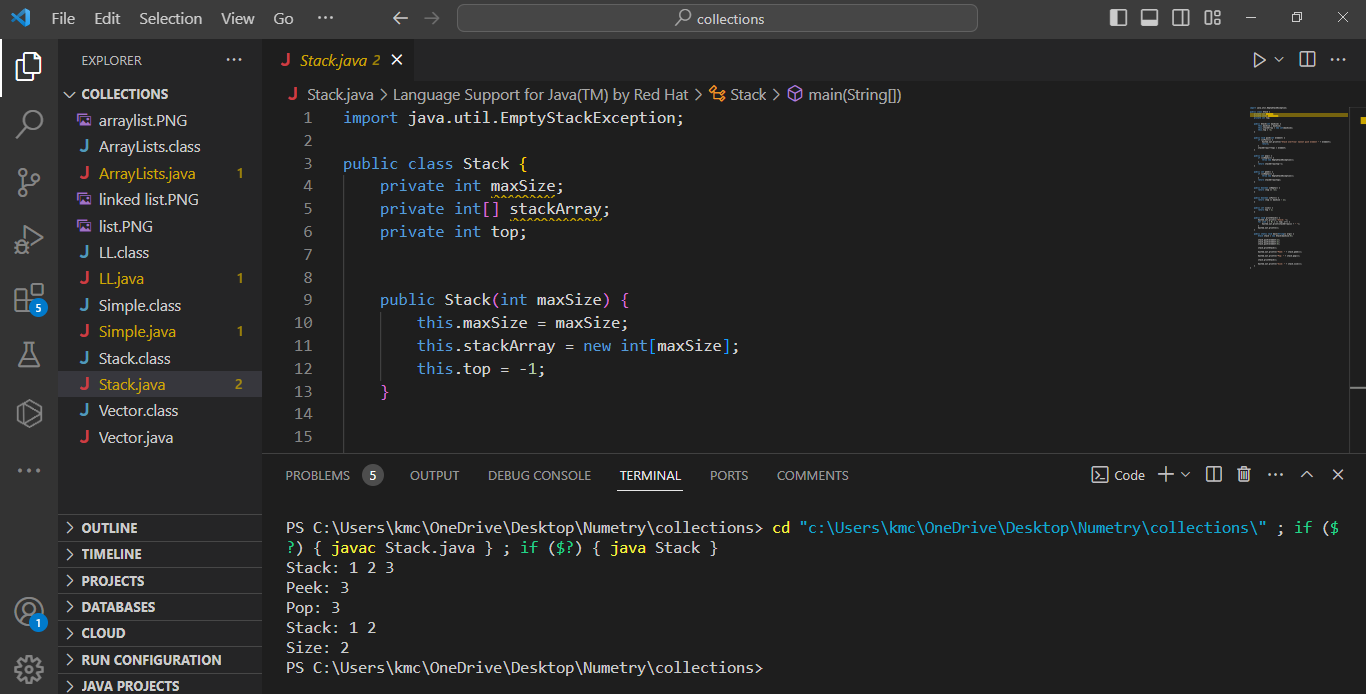 File Edit Selection View Go ··· collections
EXPLORER ···
COLLECTIONS
arraylist.PNG
J ArrayLists.class
J ArrayLists.java 1
linked list.PNG
list.PNG
J LL.class
J LL.java 1
J Simple.class
J Simple.java 1
J Stack.class
J Stack.java 2
J Vector.class
J Vector.java
OUTLINE
TIMELINE
PROJECTS
DATABASES
CLOUD
RUN CONFIGURATION
JAVA PROJECTS
5
1
J Stack.java 2
J Stack.java > Language Support for Java(TM) by Red Hat > Stack > main(String[])
1 import java.util.EmptyStackException;
2
3 public class Stack {
4 private int maxSize;
5 private int[] stackArray;
6 private int top;
7
8
9 public Stack(int maxSize) {
10 this.maxSize = maxSize;
11 this.stackArray = new int[maxSize];
12 this.top = -1;
13 }
14
15
PROBLEMS 5 OUTPUT DEBUG CONSOLE TERMINAL PORTS COMMENTS Code
PS C:\Users\kmc\OneDrive\Desktop\Numetry\collections> cd "c:\Users\kmc\OneDrive\Desktop\Numetry\collections\" ; if ($
?) { javac Stack.java } ; if ($?) { java Stack }
Stack: 1 2 3
Peek: 3
Pop: 3
Stack: 1 2
Size: 2
PS C:\Users\kmc\OneDrive\Desktop\Numetry\collections>